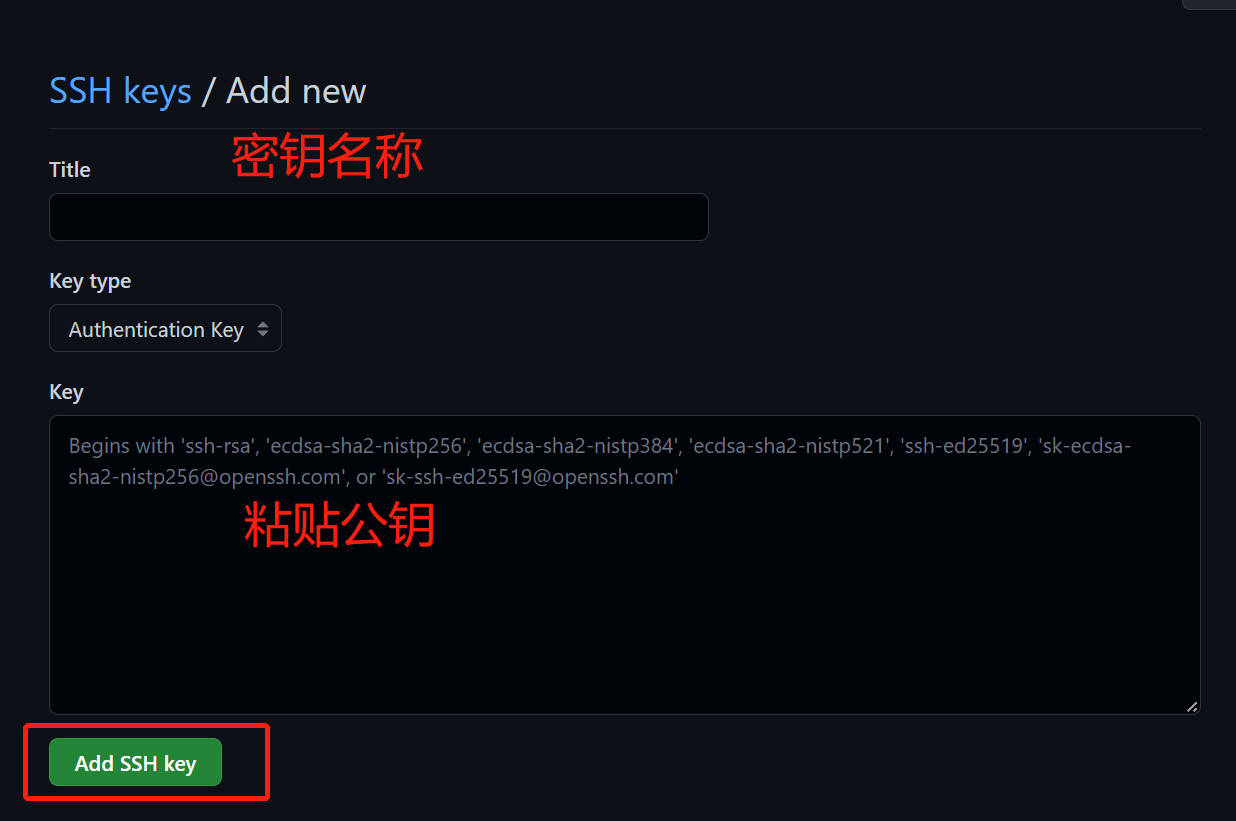 SSH keys / Add new
密钥名称
Title
Key type
Authentication Key
Key
Begins with 'ssh-rsa', 'ecdsa-sha2-nistp256', 'ecdsa-sha2-nistp384', 'ecdsa-sha2-nistp521', 'ssh-ed25519', 'sk-ecdsa-
sha2-nistp256@openssh.com', or 'sk-ssh-ed25519@openssh.com'
粘贴公钥
Add SSH key